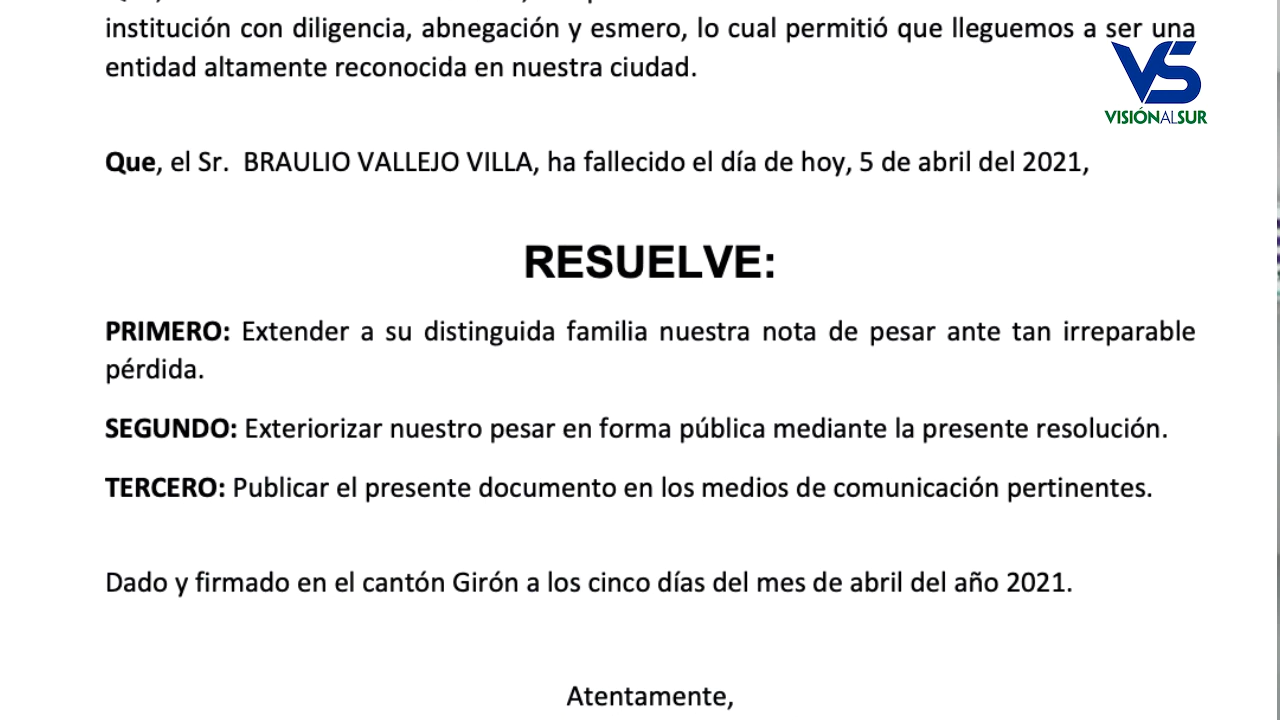 institución con diligencia, abnegación y esmero, lo cual permitió que lleguemos a ser una
entidad altamente reconocida en nuestra ciudad.
VS
VISIÓNALSUR
Que, el Sr. BRAULIO VALLEJO VILLA, ha fallecido el día de hoy, 5 de abril del 2021,
RESUELVE:
PRIMERO: Extender a su distinguida familia nuestra nota de pesar ante tan irreparable
pérdida.
SEGUNDO: Exteriorizar nuestro pesar en forma pública mediante la presente resolución.
TERCERO: Publicar el presente documento en los medios de comunicación pertinentes.
Dado y firmado en el cantón Girón a los cinco días del mes de abril del año 2021.
Atentamente,